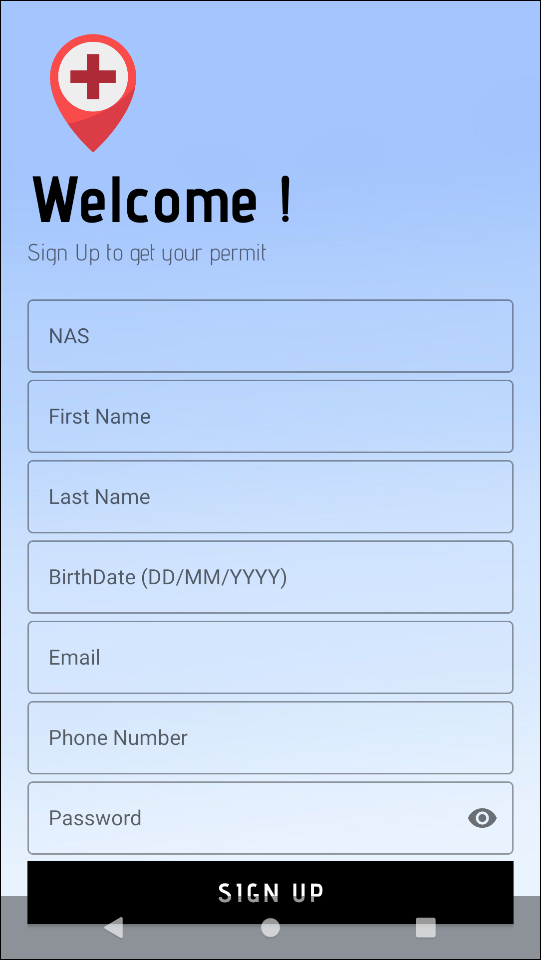 Welcome !
Sign Up to get your permit
NAS
First Name
Last Name
BirthDate (DD/MM/YYYY)
Email
Phone Number
Password
SIGN UP